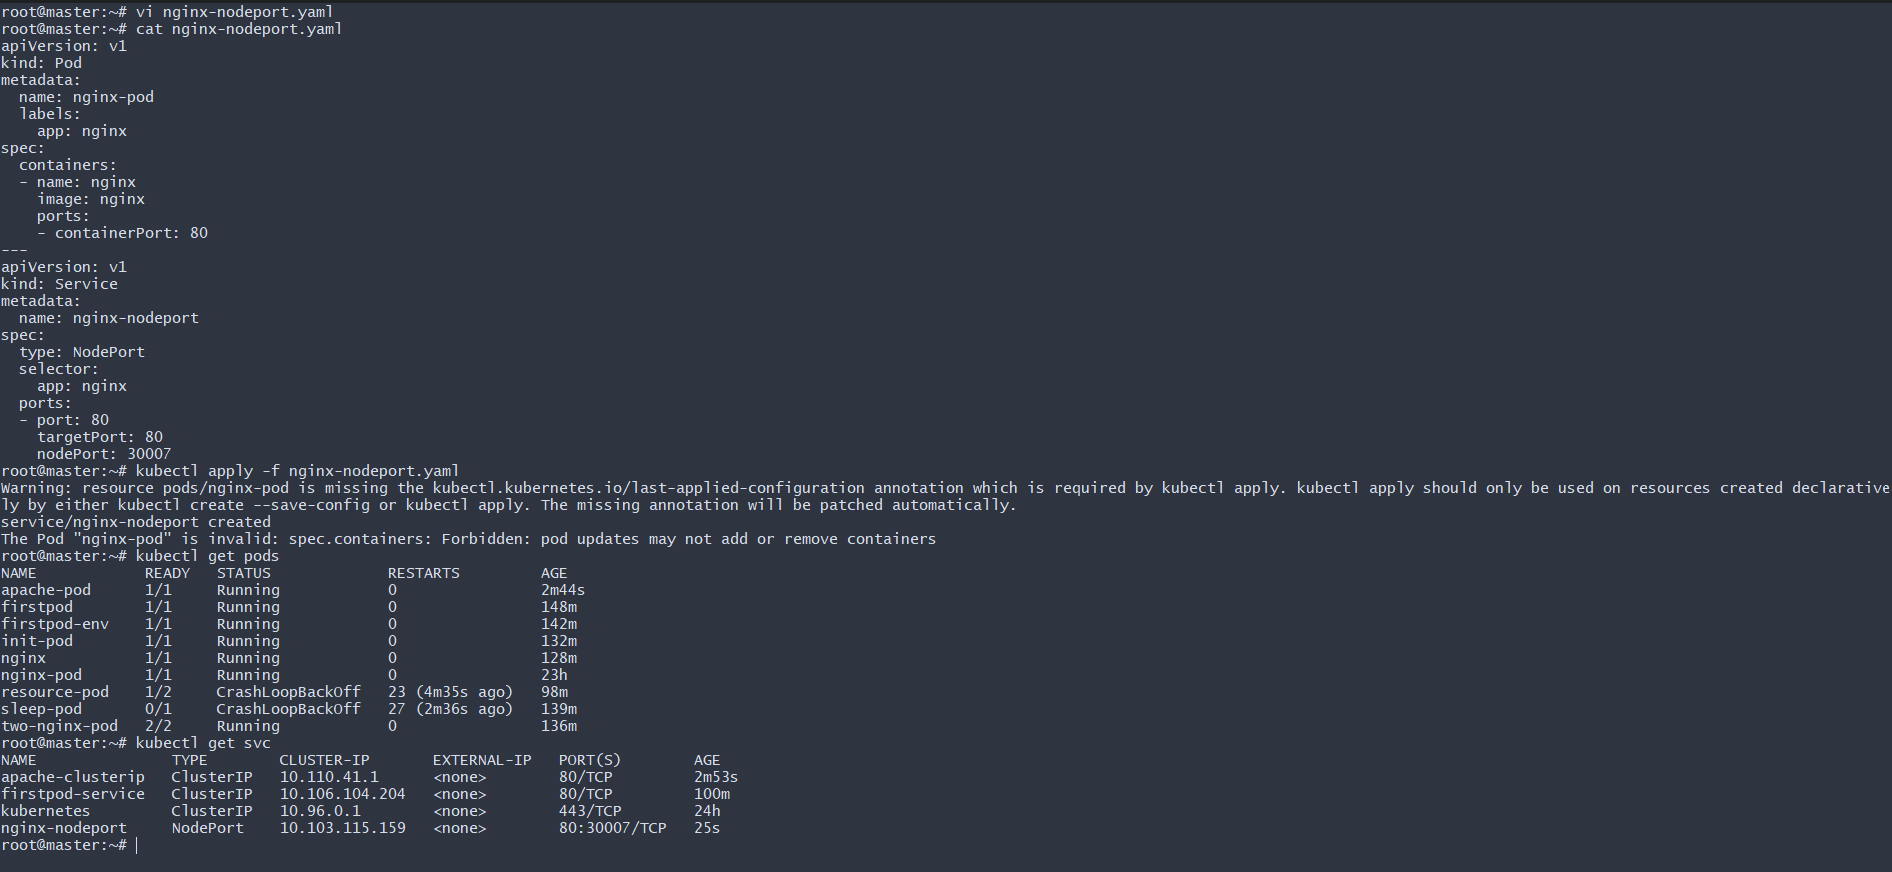 root@master:~# vi nginx-nodeport.yaml
root@master:~# cat nginx-nodeport.yaml
apiVersion: v1
kind: Pod
metadata:
  name: nginx-pod
  labels:
    app: nginx
spec:
  containers:
  - name: nginx
    image: nginx
    ports:
    - containerPort: 80
---
apiVersion: v1
kind: Service
metadata:
  name: nginx-nodeport
spec:
  type: NodePort
  selector:
    app: nginx
  ports:
  - port: 80
    targetPort: 80
    nodePort: 30007
root@master:~# kubectl apply -f nginx-nodeport.yaml
Warning: resource pods/nginx-pod is missing the kubectl.kubernetes.io/last-applied-configuration annotation which is required by kubectl apply. kubectl apply should only be used on resources created declarative
ly by either kubectl create --save-config or kubectl apply. The missing annotation will be patched automatically.
service/nginx-nodeport created
The Pod "nginx-pod" is invalid: spec.containers: Forbidden: pod updates may not add or remove containers
root@master:~# kubectl get pods
NAME            READY   STATUS             RESTARTS         AGE
apache-pod      1/1     Running            0                2m44s
firstpod        1/1     Running            0                148m
firstpod-env    1/1     Running            0                142m
init-pod        1/1     Running            0                132m
nginx           1/1     Running            0                128m
nginx-pod       1/1     Running            0                23h
resource-pod    1/2     CrashLoopBackOff   23 (4m35s ago)   98m
sleep-pod       0/1     CrashLoopBackOff   27 (2m36s ago)   139m
two-nginx-pod   2/2     Running            0                136m
root@master:~# kubectl get svc
NAME               TYPE        CLUSTER-IP       EXTERNAL-IP   PORT(S)        AGE
apache-clusterip   ClusterIP   10.110.41.1      <none>        80/TCP         2m53s
firstpod-service   ClusterIP   10.106.104.204   <none>        80/TCP         100m
kubernetes         ClusterIP   10.96.0.1        <none>        443/TCP        24h
nginx-nodeport     NodePort    10.103.115.159   <none>        80:30007/TCP   25s
root@master:~#